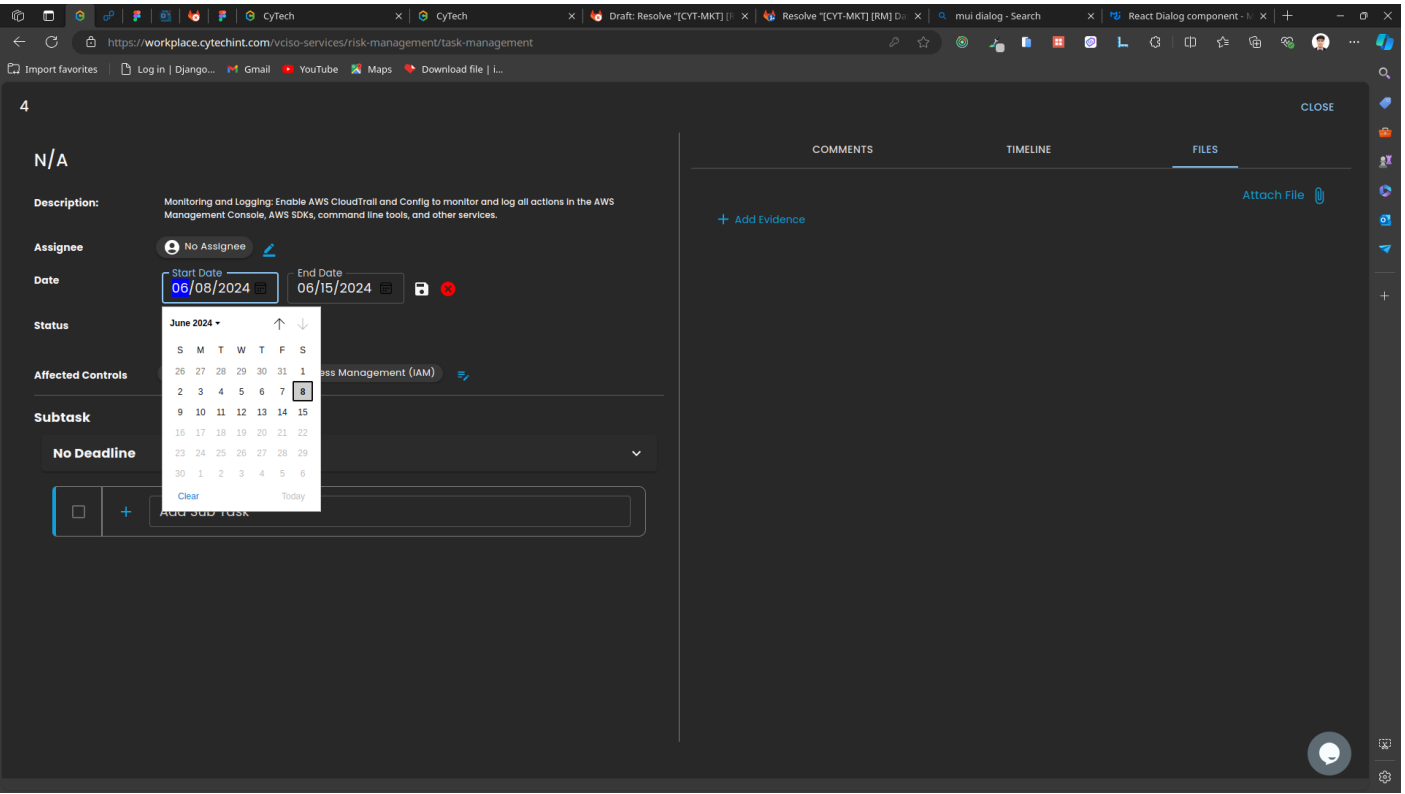 CyTech
CyTech
Draft: Resolve "[CYT-MKT] [R
Resolve "[CYT-MKT] [RM] Da
mui dialog - Search
React Dialog component - M
https://workplace.cytechint.com/vciso-services/risk-management/task-management
Import favorites
Log in | Django...
Gmail
YouTube
Maps
Download file | i...
4
CLOSE
N/A
COMMENTS
TIMELINE
FILES
Attach File
+ Add Evidence
Description:
Monitoring and Logging: Enable AWS CloudTrail and Config to monitor and log all actions in the AWS
Management Console, AWS SDKs, command line tools, and other services.
Assignee
No Assignee
Date
Start Date
06/08/2024
End Date
06/15/2024
Status
June 2024
S M T W T F S
26 27 28 29 30 31 1
2 3 4 5 6 7 8
9 10 11 12 13 14 15
16 17 18 19 20 21 22
23 24 25 26 27 28 29
30 1 2 3 4 5 6
Clear
Today
Affected Controls
Management (IAM)
Subtask
No Deadline
Add Sub Task